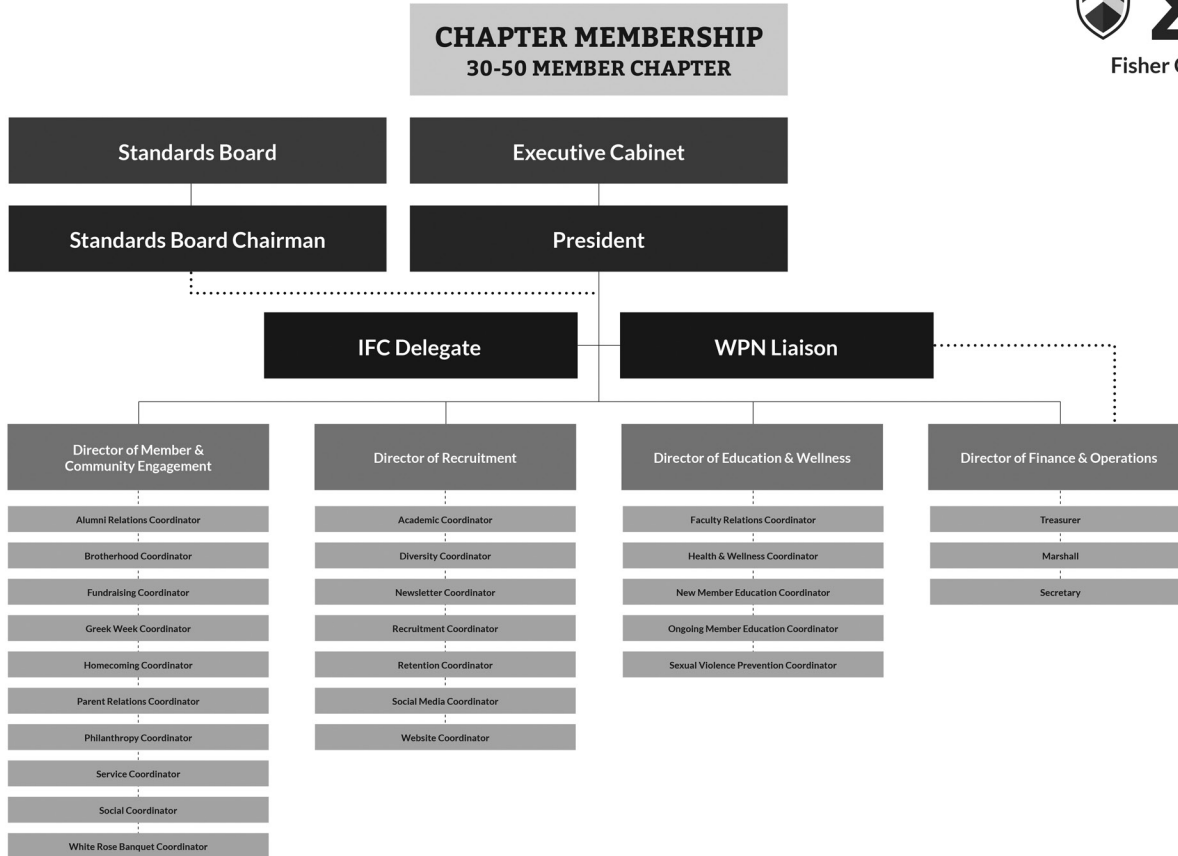 CHAPTER MEMBERSHIP
30-50 MEMBER CHAPTER
Σ
Fisher
Standards Board
Executive Cabinet
Standards Board Chairman
President
IFC Delegate
WPN Liaison
Director of Member &
Community Engagement
Alumni Relations Coordinator
Brotherhood Coordinator
Fundraising Coordinator
Greek Week Coordinator
Homecoming Coordinator
Parent Relations Coordinator
Philanthropy Coordinator
Service Coordinator
Social Coordinator
White Rose Banquet Coordinator
Director of Recruitment
Academic Coordinator
Diversity Coordinator
Newsletter Coordinator
Recruitment Coordinator
Retention Coordinator
Social Media Coordinator
Website Coordinator
Director of Education & Wellness
Faculty Relations Coordinator
Health & Wellness Coordinator
New Member Education Coordinator
Ongoing Member Education Coordinator
Sexual Violence Prevention Coordinator
Director of Finance & Operations
Treasurer
Marshall
Secretary